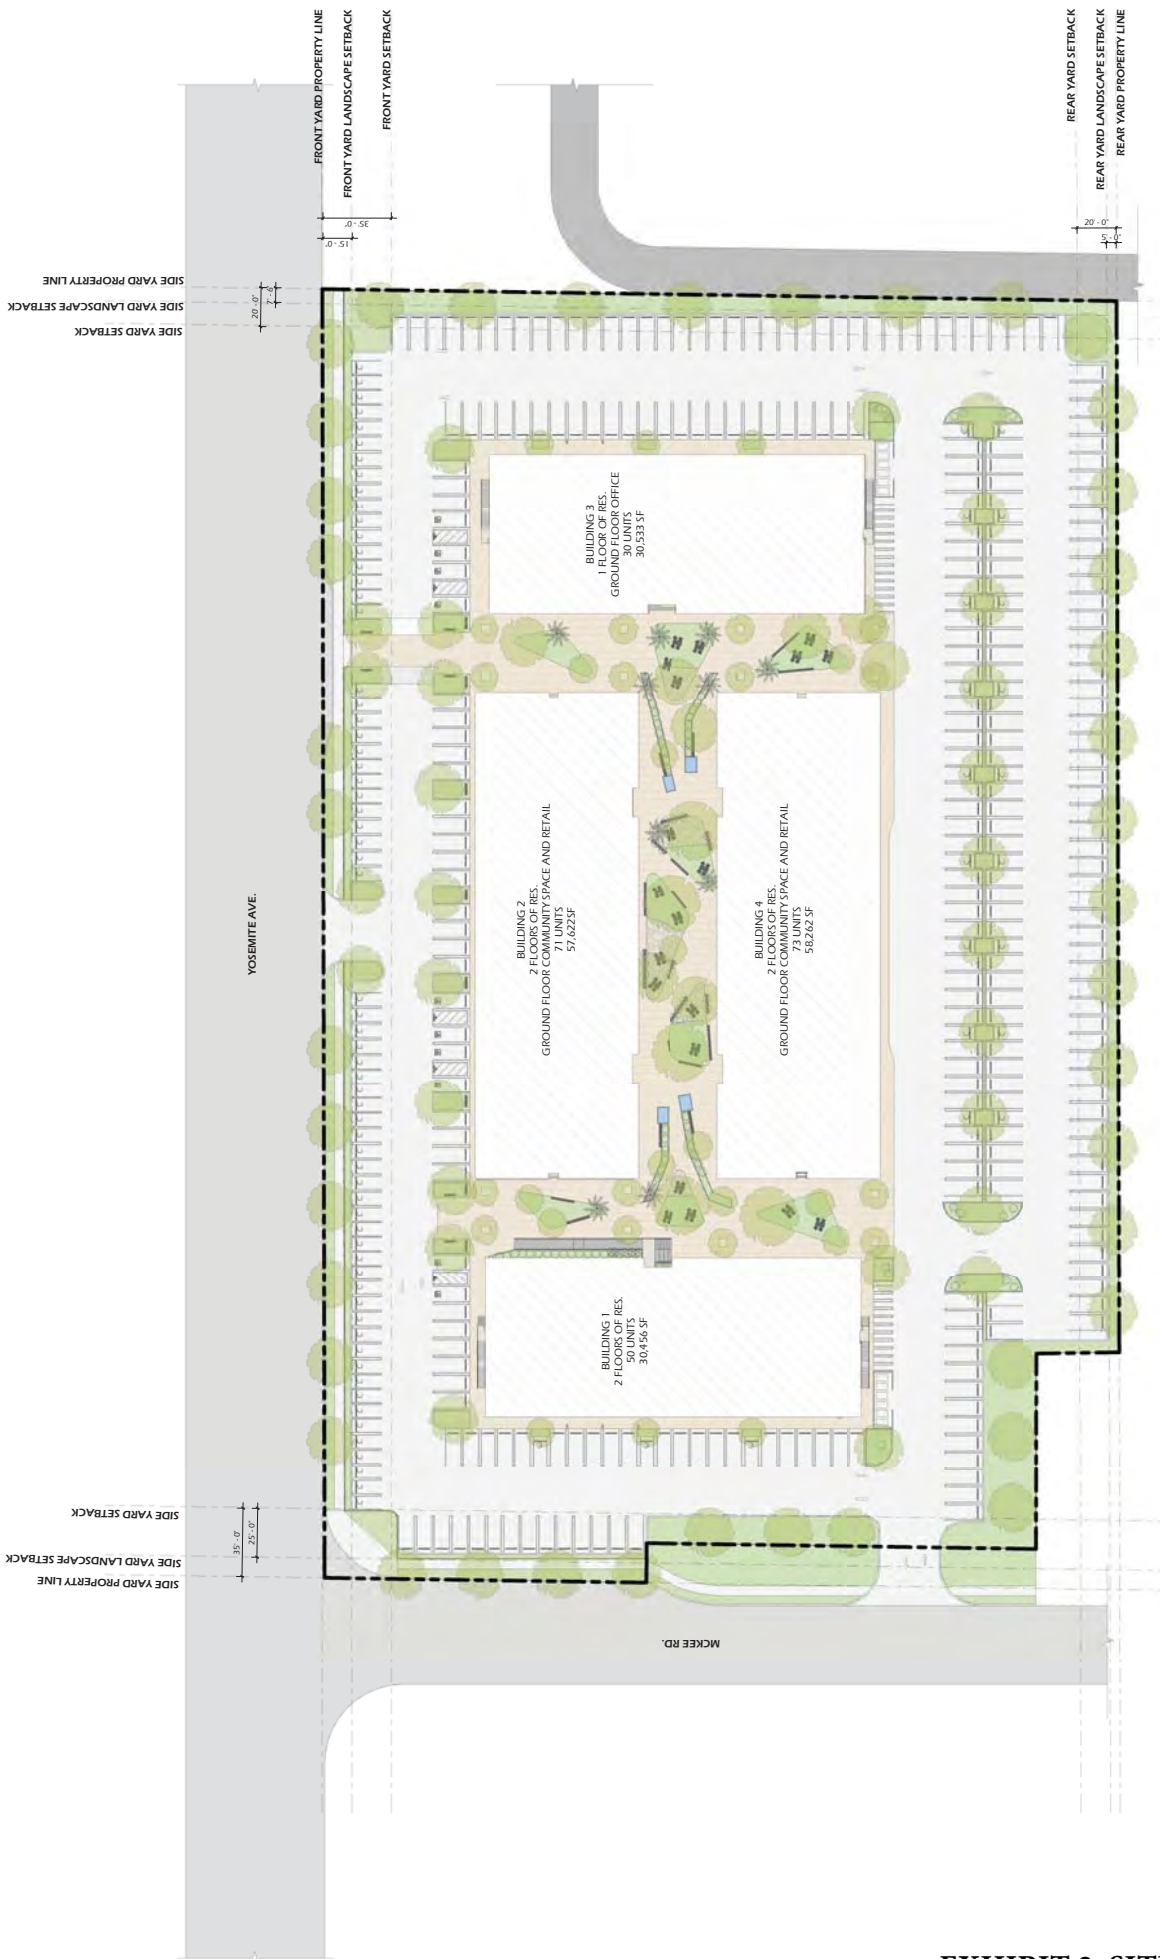 FRONT YARD PROPERTY LINE
FRONT YARD LANDSCAPE SETBACK
FRONT YARD SETBACK
REAR YARD SETBACK
REAR YARD LANDSCAPE SETBACK
REAR YARD PROPERTY LINE
35' - 0"
15' - 0"
20' - 0"
5' - 0"
SIDE YARD PROPERTY LINE
SIDE YARD LANDSCAPE SETBACK
SIDE YARD SETBACK
20' - 0"
7' - 6"
YOSEMITE AVE.
BUILDING 3
1 FLOOR OF RES.
GROUND FLOOR OFFICE
30 UNITS
30,533 SF
BUILDING 2
2 FLOORS OF RES.
GROUND FLOOR COMMUNITY SPACE AND RETAIL
71 UNITS
57,622SF
BUILDING 4
2 FLOORS OF RES.
GROUND FLOOR COMMUNITY SPACE AND RETAIL
73 UNITS
58,262 SF
BUILDING 1
2 FLOORS OF RES.
50 UNITS
30,456 SF
SIDE YARD SETBACK
SIDE YARD LANDSCAPE SETBACK
SIDE YARD PROPERTY LINE
35' - 0"
25' - 0"
MCKEE RD.